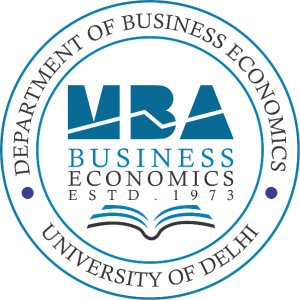 DEPARTMENT OF BUSINESS ECONOMICS
MBA
BUSINESS
ECONOMICS
ESTD. 1973
UNIVERSITY OF DELHI